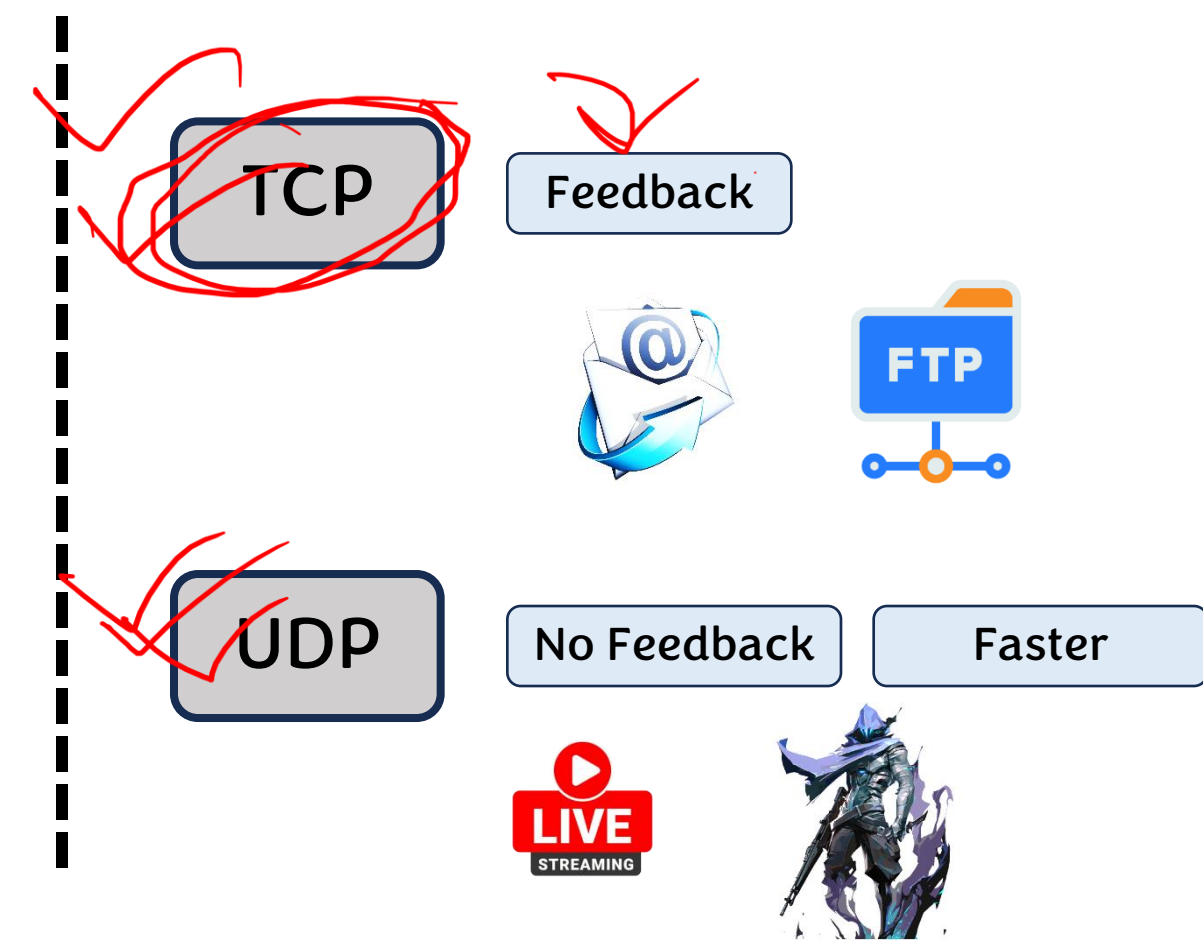 TCP
Feedback
@
FTP
UDP
No Feedback
Faster
LIVE
STREAMING